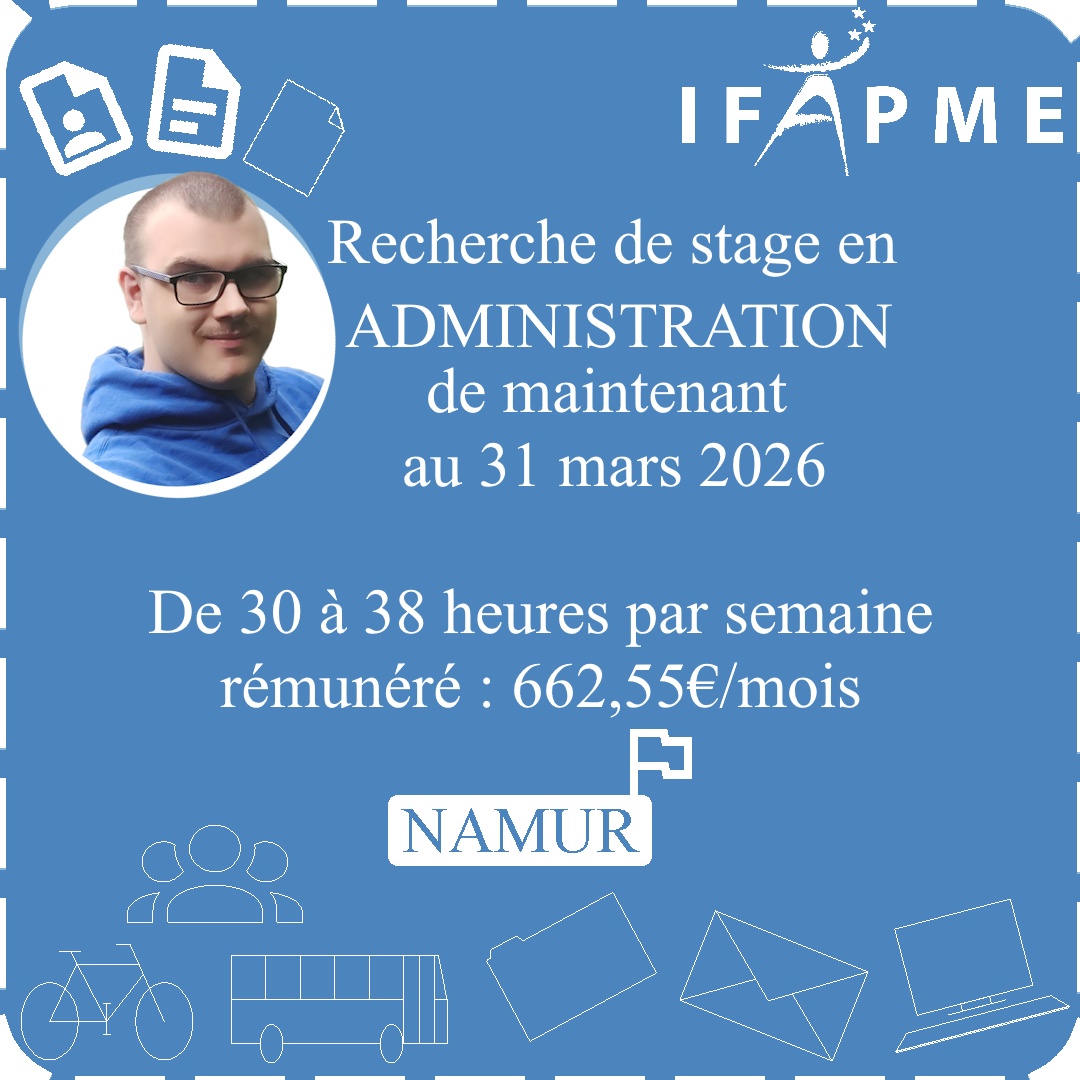 IFAPME
Recherche de stage en
ADMINISTRATION
de maintenant
au 31 mars 2026
De 30 à 38 heures par semaine
rémunéré : 662,55€/mois
NAMUR